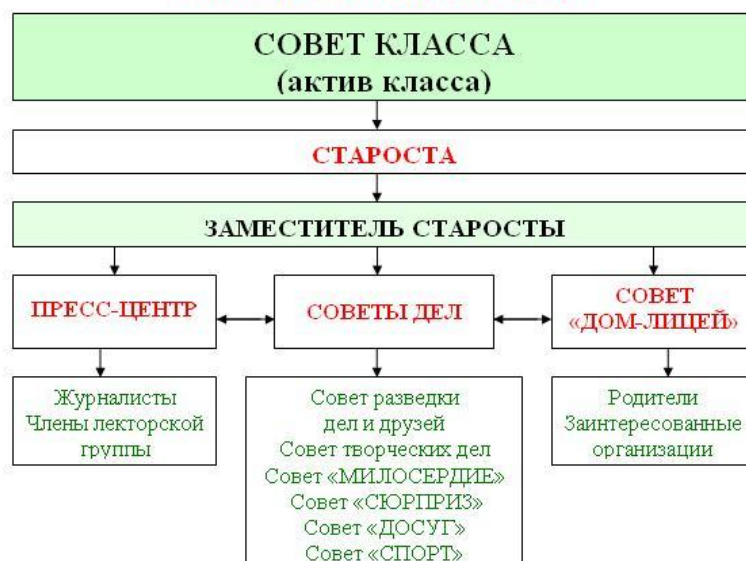 СОВЕТ КЛАССА
(актив класса)
СТАРОСТА
ЗАМЕСТИТЕЛЬ СТАРОСТЫ
ПРЕСС-ЦЕНТР
СОВЕТЫ ДЕЛ
СОВЕТ
«ДОМ-ЛИЦЕЙ»
Журналисты
Члены лекторской
группы
Совет разведки
дел и друзей
Совет творческих дел
Совет «МИЛОСЕРДИЕ»
Совет «СЮРПРИЗ»
Совет «ДОСУГ»
Совет «СПОРТ»
Родители
Заинтересованные
организации